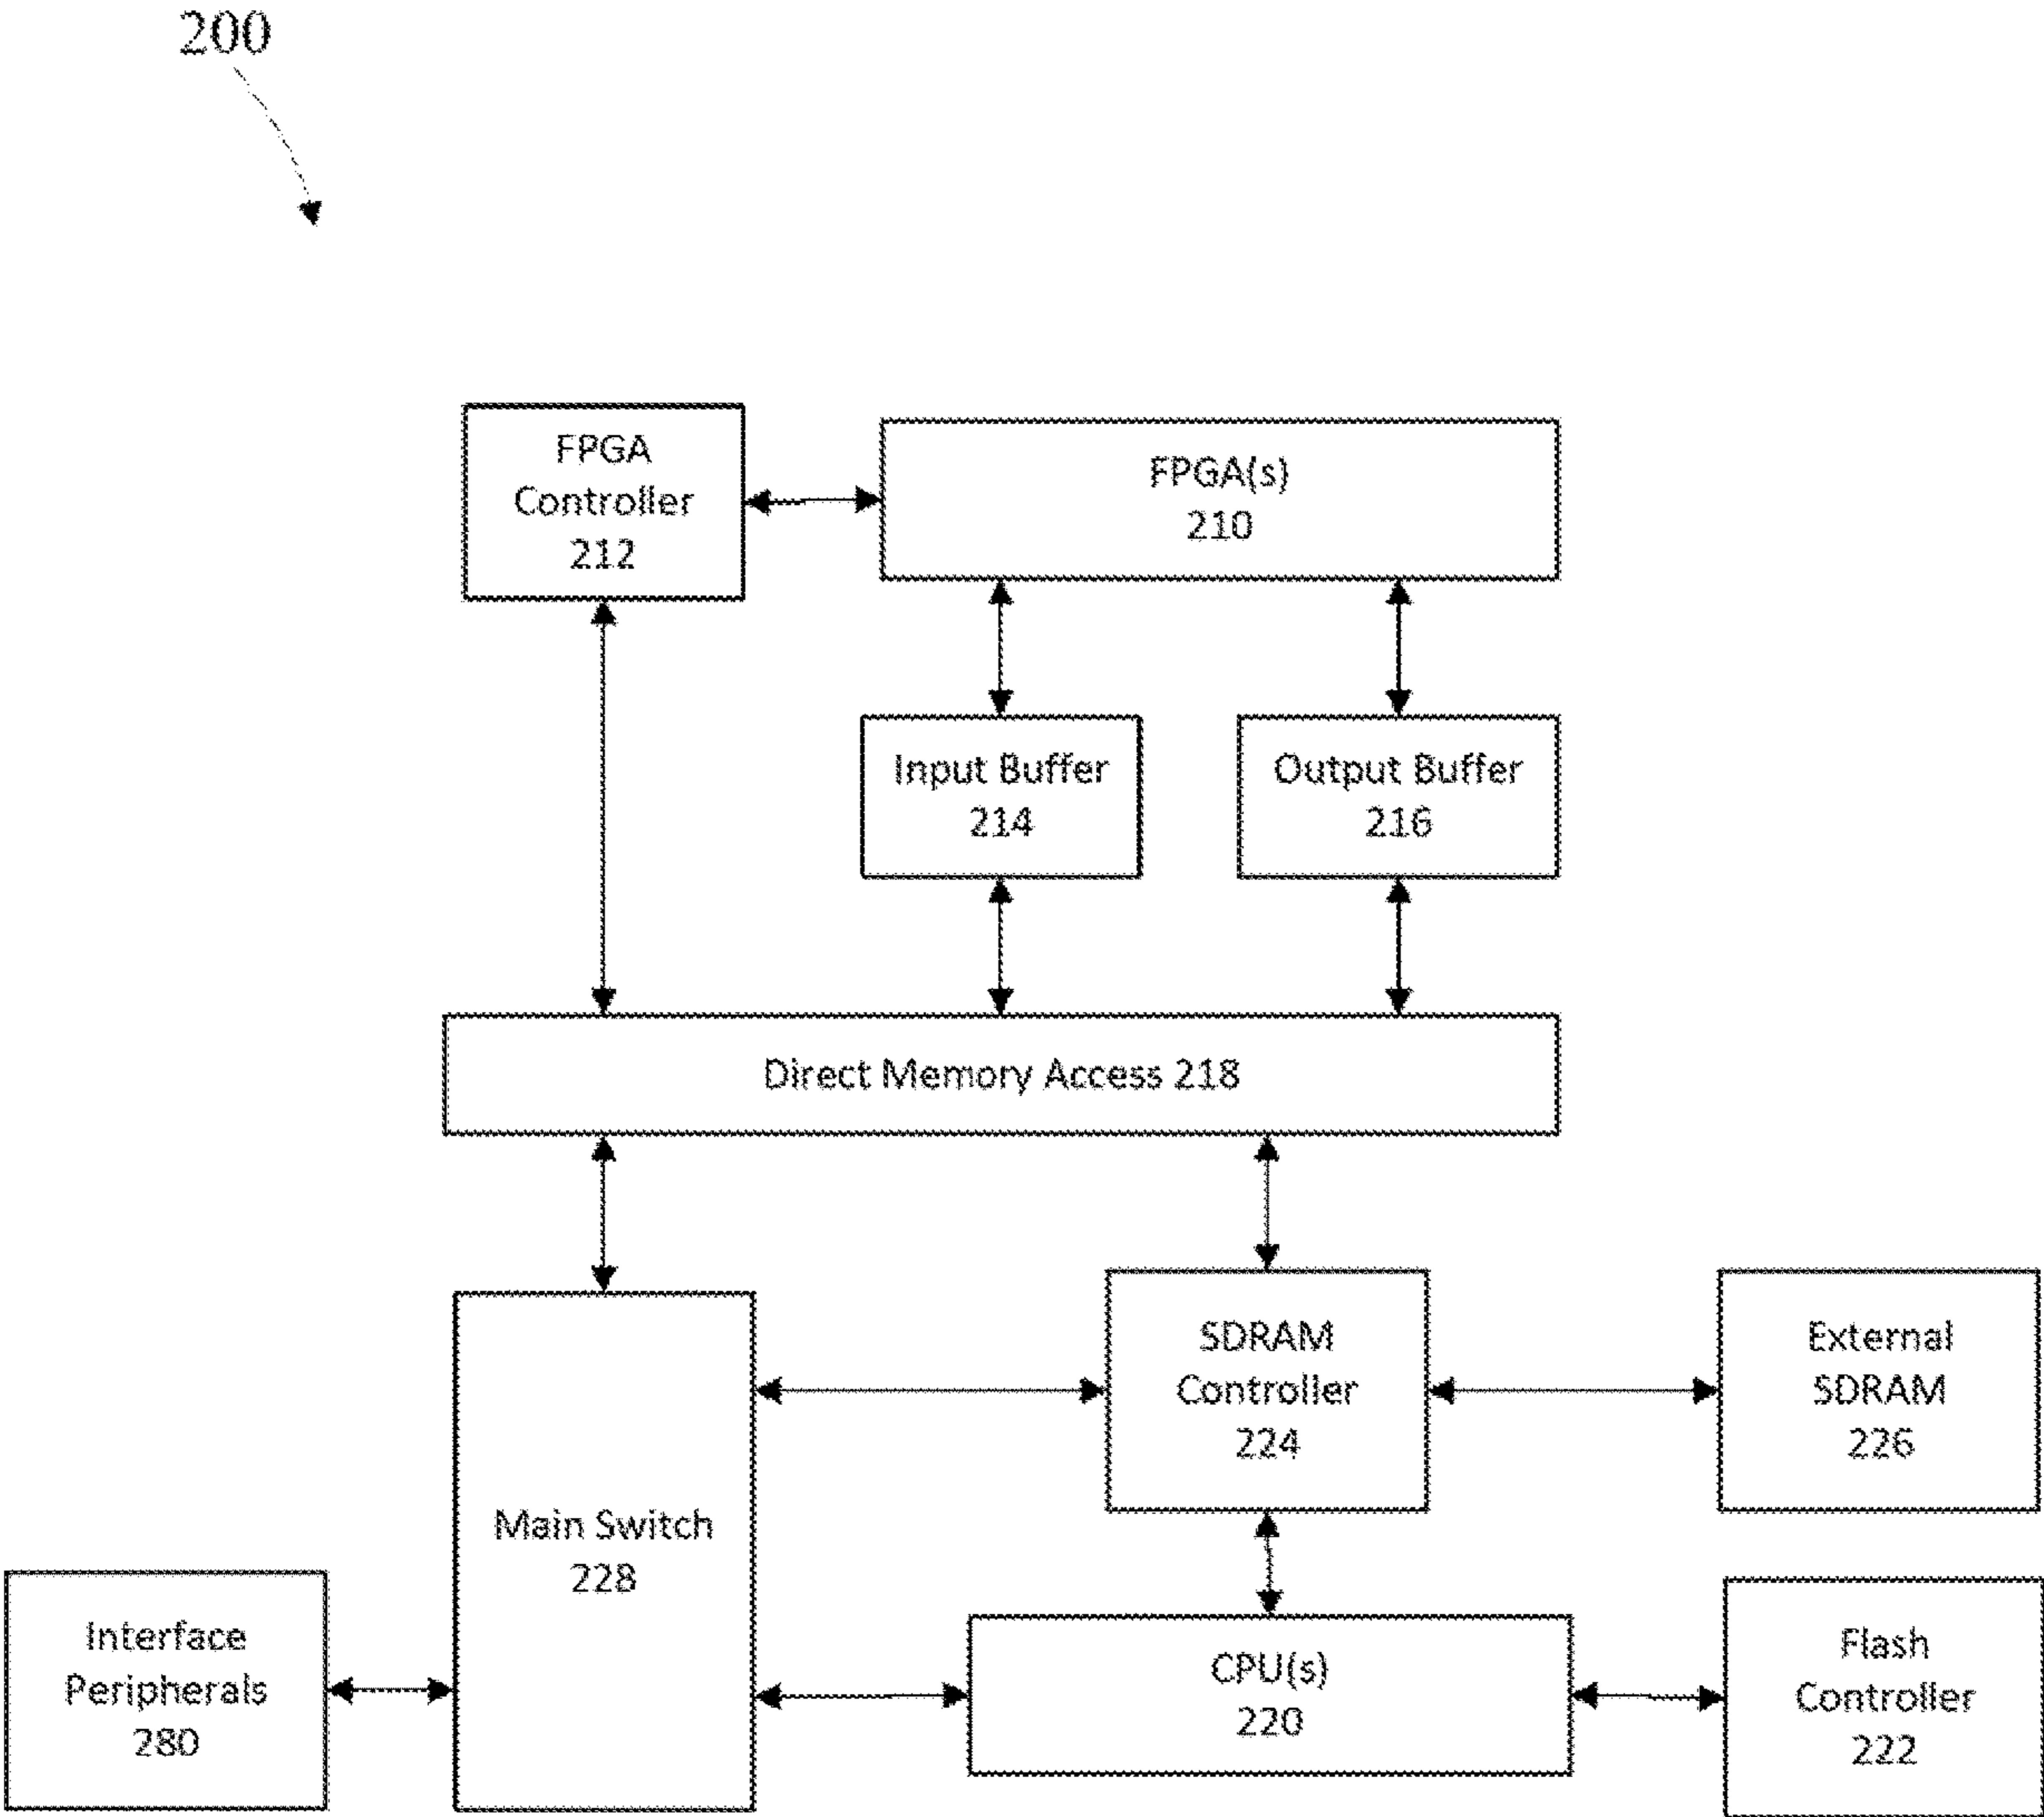 200
FPGA
Controller
212
FPGA(s)
210
Input Buffer
214
Output Buffer
216
Direct Memory Access 218
Main Switch
228
SDRAM
Controller
224
External
SDRAM
226
Interface
Peripherals
280
CPU(s)
220
Flash
Controller
222